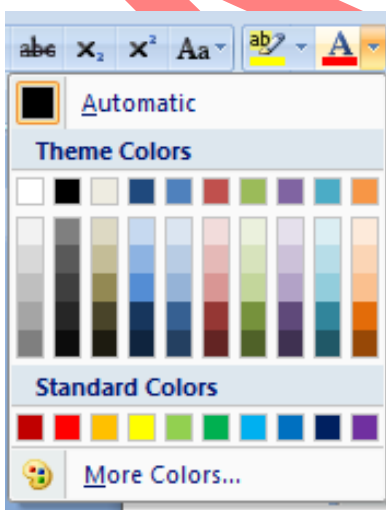 abc X₂ X² Aa ab A
Automatic
Theme Colors
Standard Colors
More Colors...